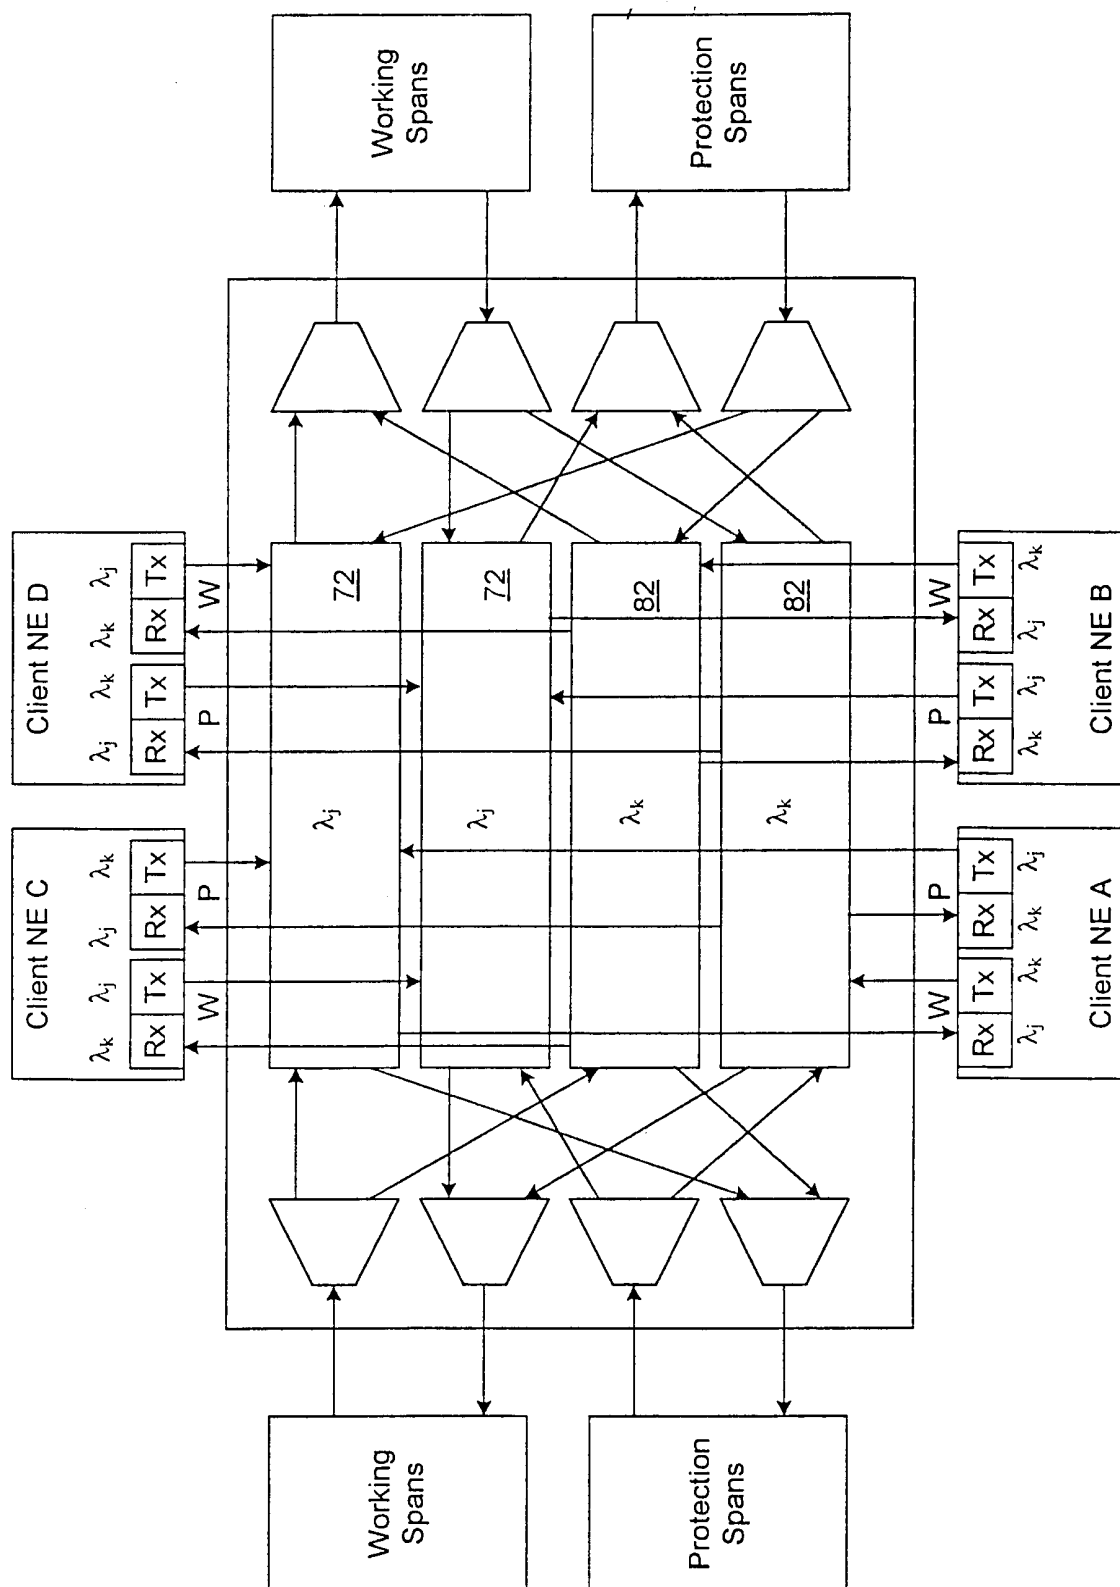 Client NE C
Client NE D
λk λj λj λk
λj λk λk λj
Rx Tx Rx Tx
Rx Tx Rx Tx
W P
P W
Working
Spans
λj 72
Working
Spans
λj 72
λk 82
Protection
Spans
λk 82
Protection
Spans
W P
P W
Rx Tx Rx Tx
Rx Tx Rx Tx
λj λk λk λj
λk λj λj λk
Client NE A
Client NE B